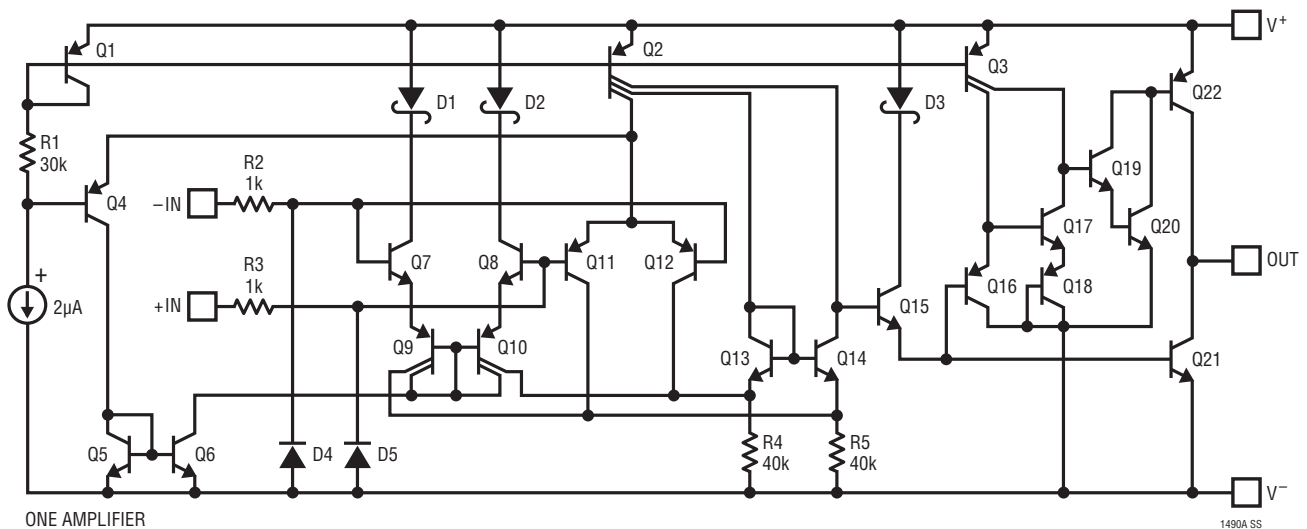 V+
Q1
Q2
Q3
D1
D2
D3
Q22
R1
30k
R2
1k
Q4
–IN
Q19
Q17
Q20
+
2µA
Q7
Q8
Q11
Q12
R3
1k
+IN
Q15
Q16
Q18
OUT
Q9
Q10
Q13
Q14
Q21
Q5
Q6
D4
D5
R4
40k
R5
40k
V–
ONE AMPLIFIER
1490A SS